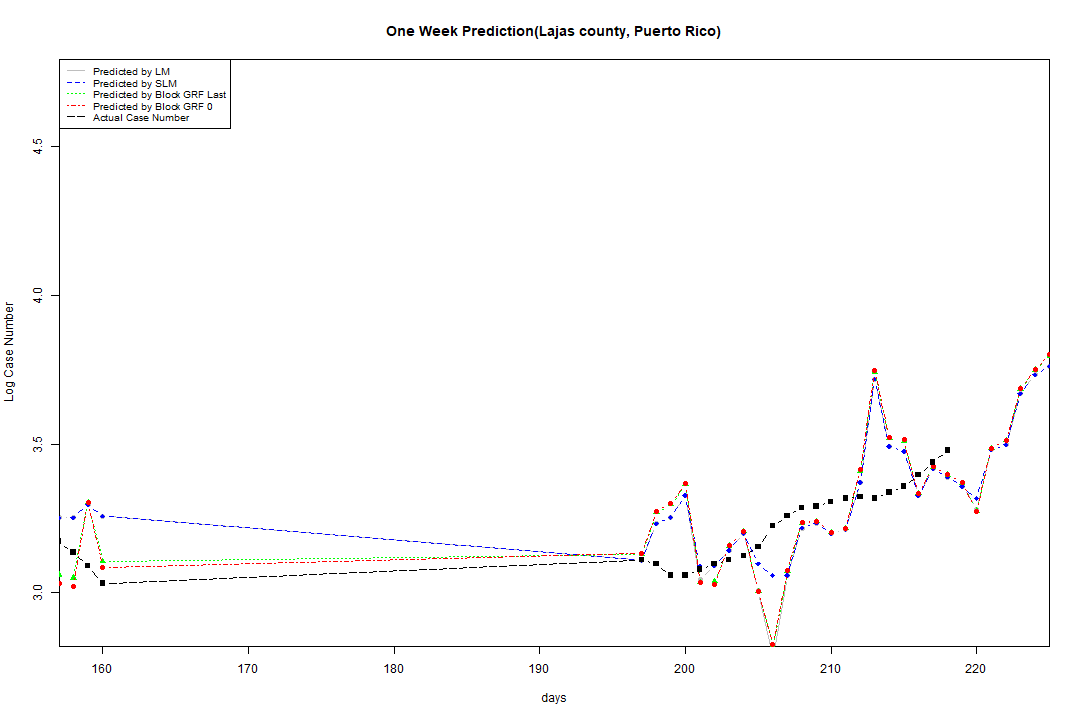 One Week Prediction(Lajas county, Puerto Rico)
Predicted by LM
Predicted by SLM
Predicted by Block GRF Last
Predicted by Block GRF 0
Actual Case Number
Log Case Number
4.5
4.0
3.5
3.0
160 170 180 190 200 210 220
days